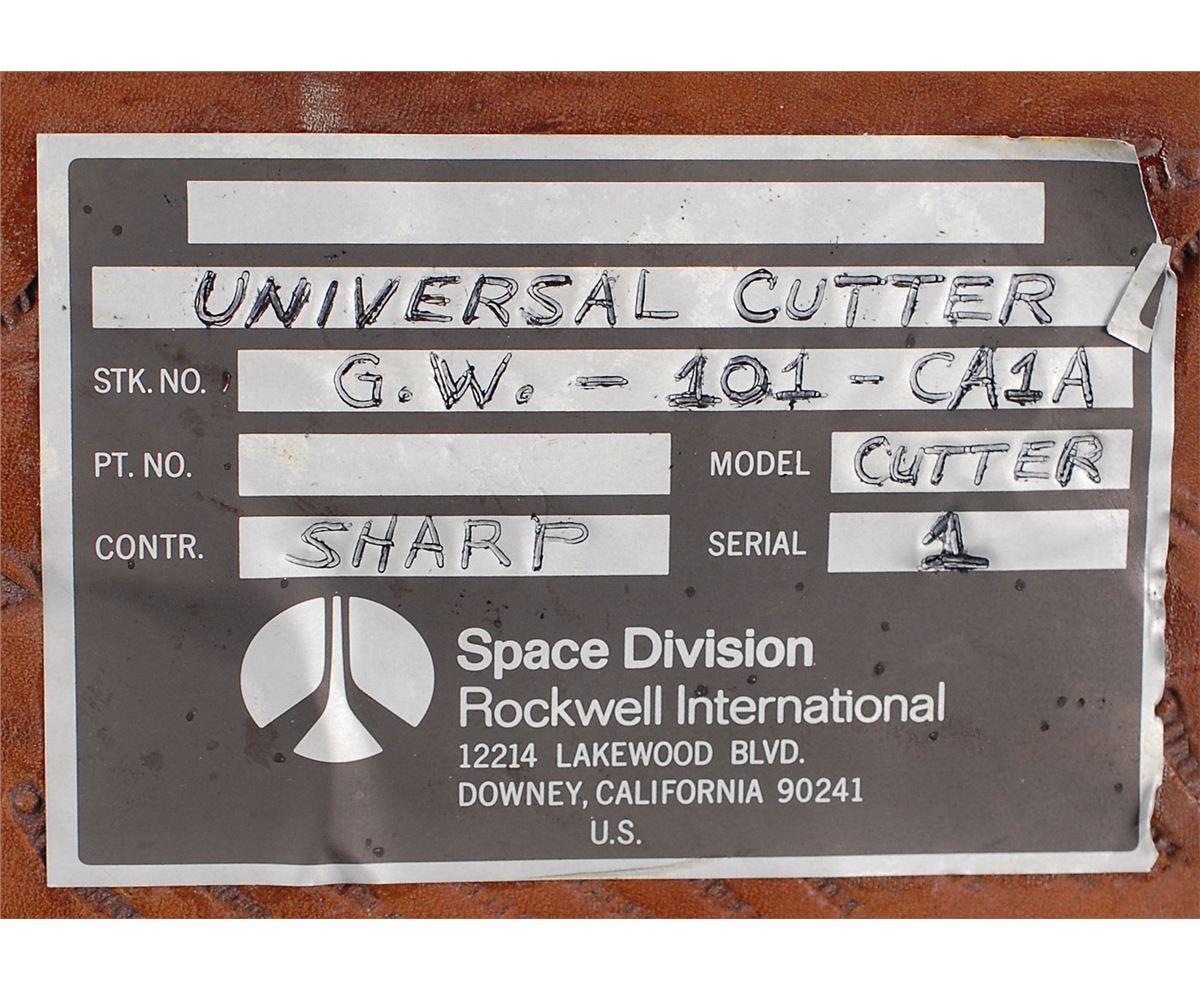 UNIVERSAL CUTTER
STK. NO. G.W. - 101 - CA1A
PT. NO. MODEL CUTTER
CONTR. SHARP SERIAL 1
Space Division
Rockwell International
12214 LAKEWOOD BLVD.
DOWNEY, CALIFORNIA 90241
U.S.